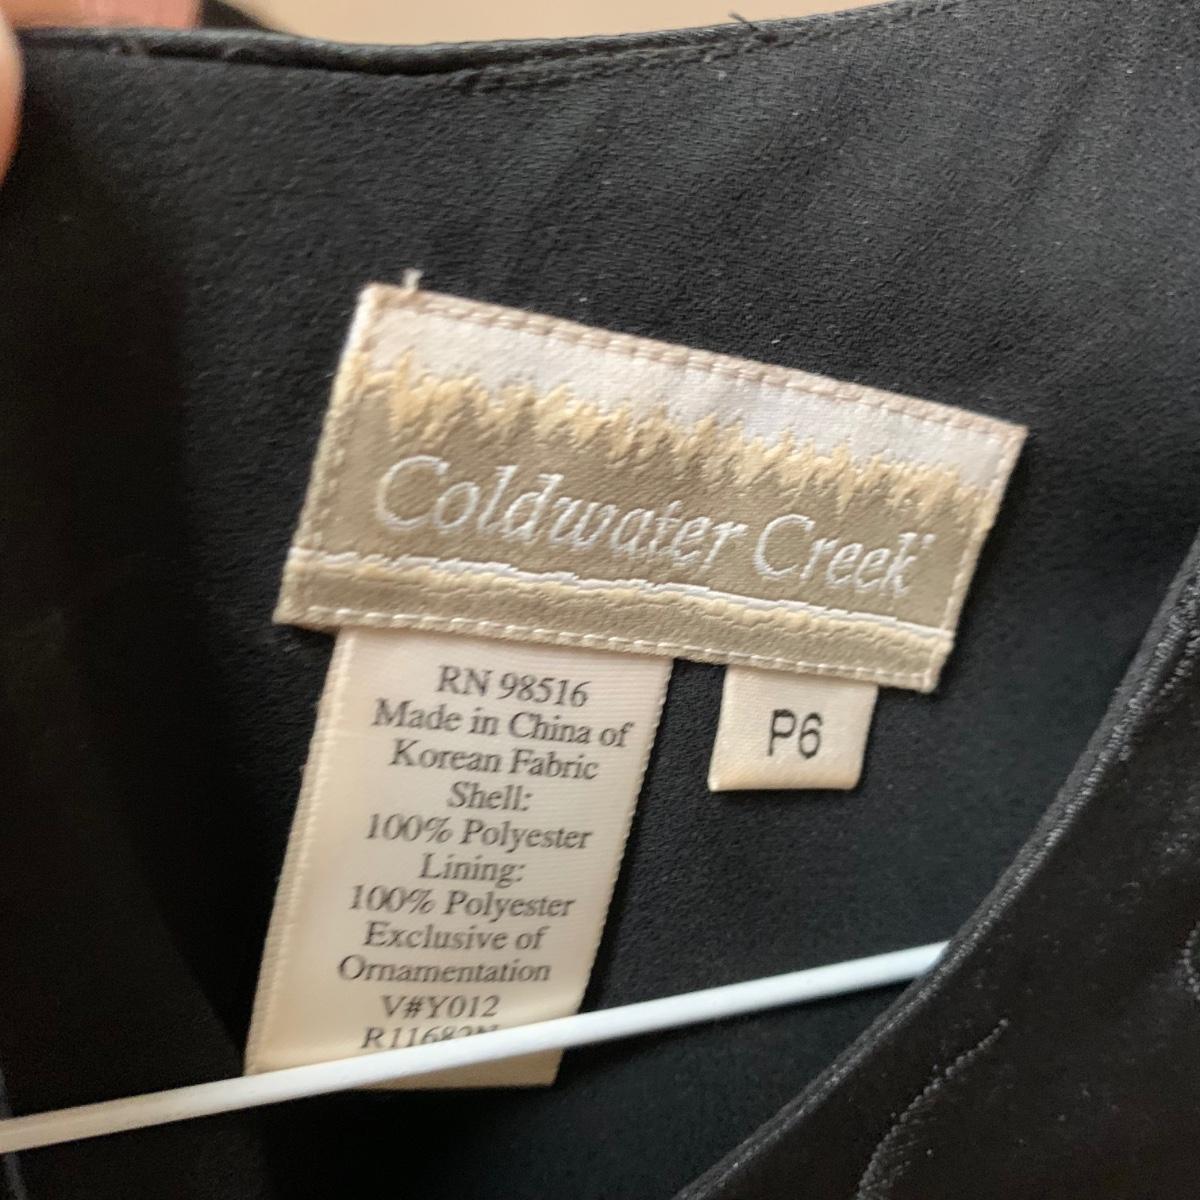 Coldwater Creek
RN 98516
Made in China of
Korean Fabric
Shell:
100% Polyester
Lining:
100% Polyester
Exclusive of
Ornamentation
V#Y012
P6